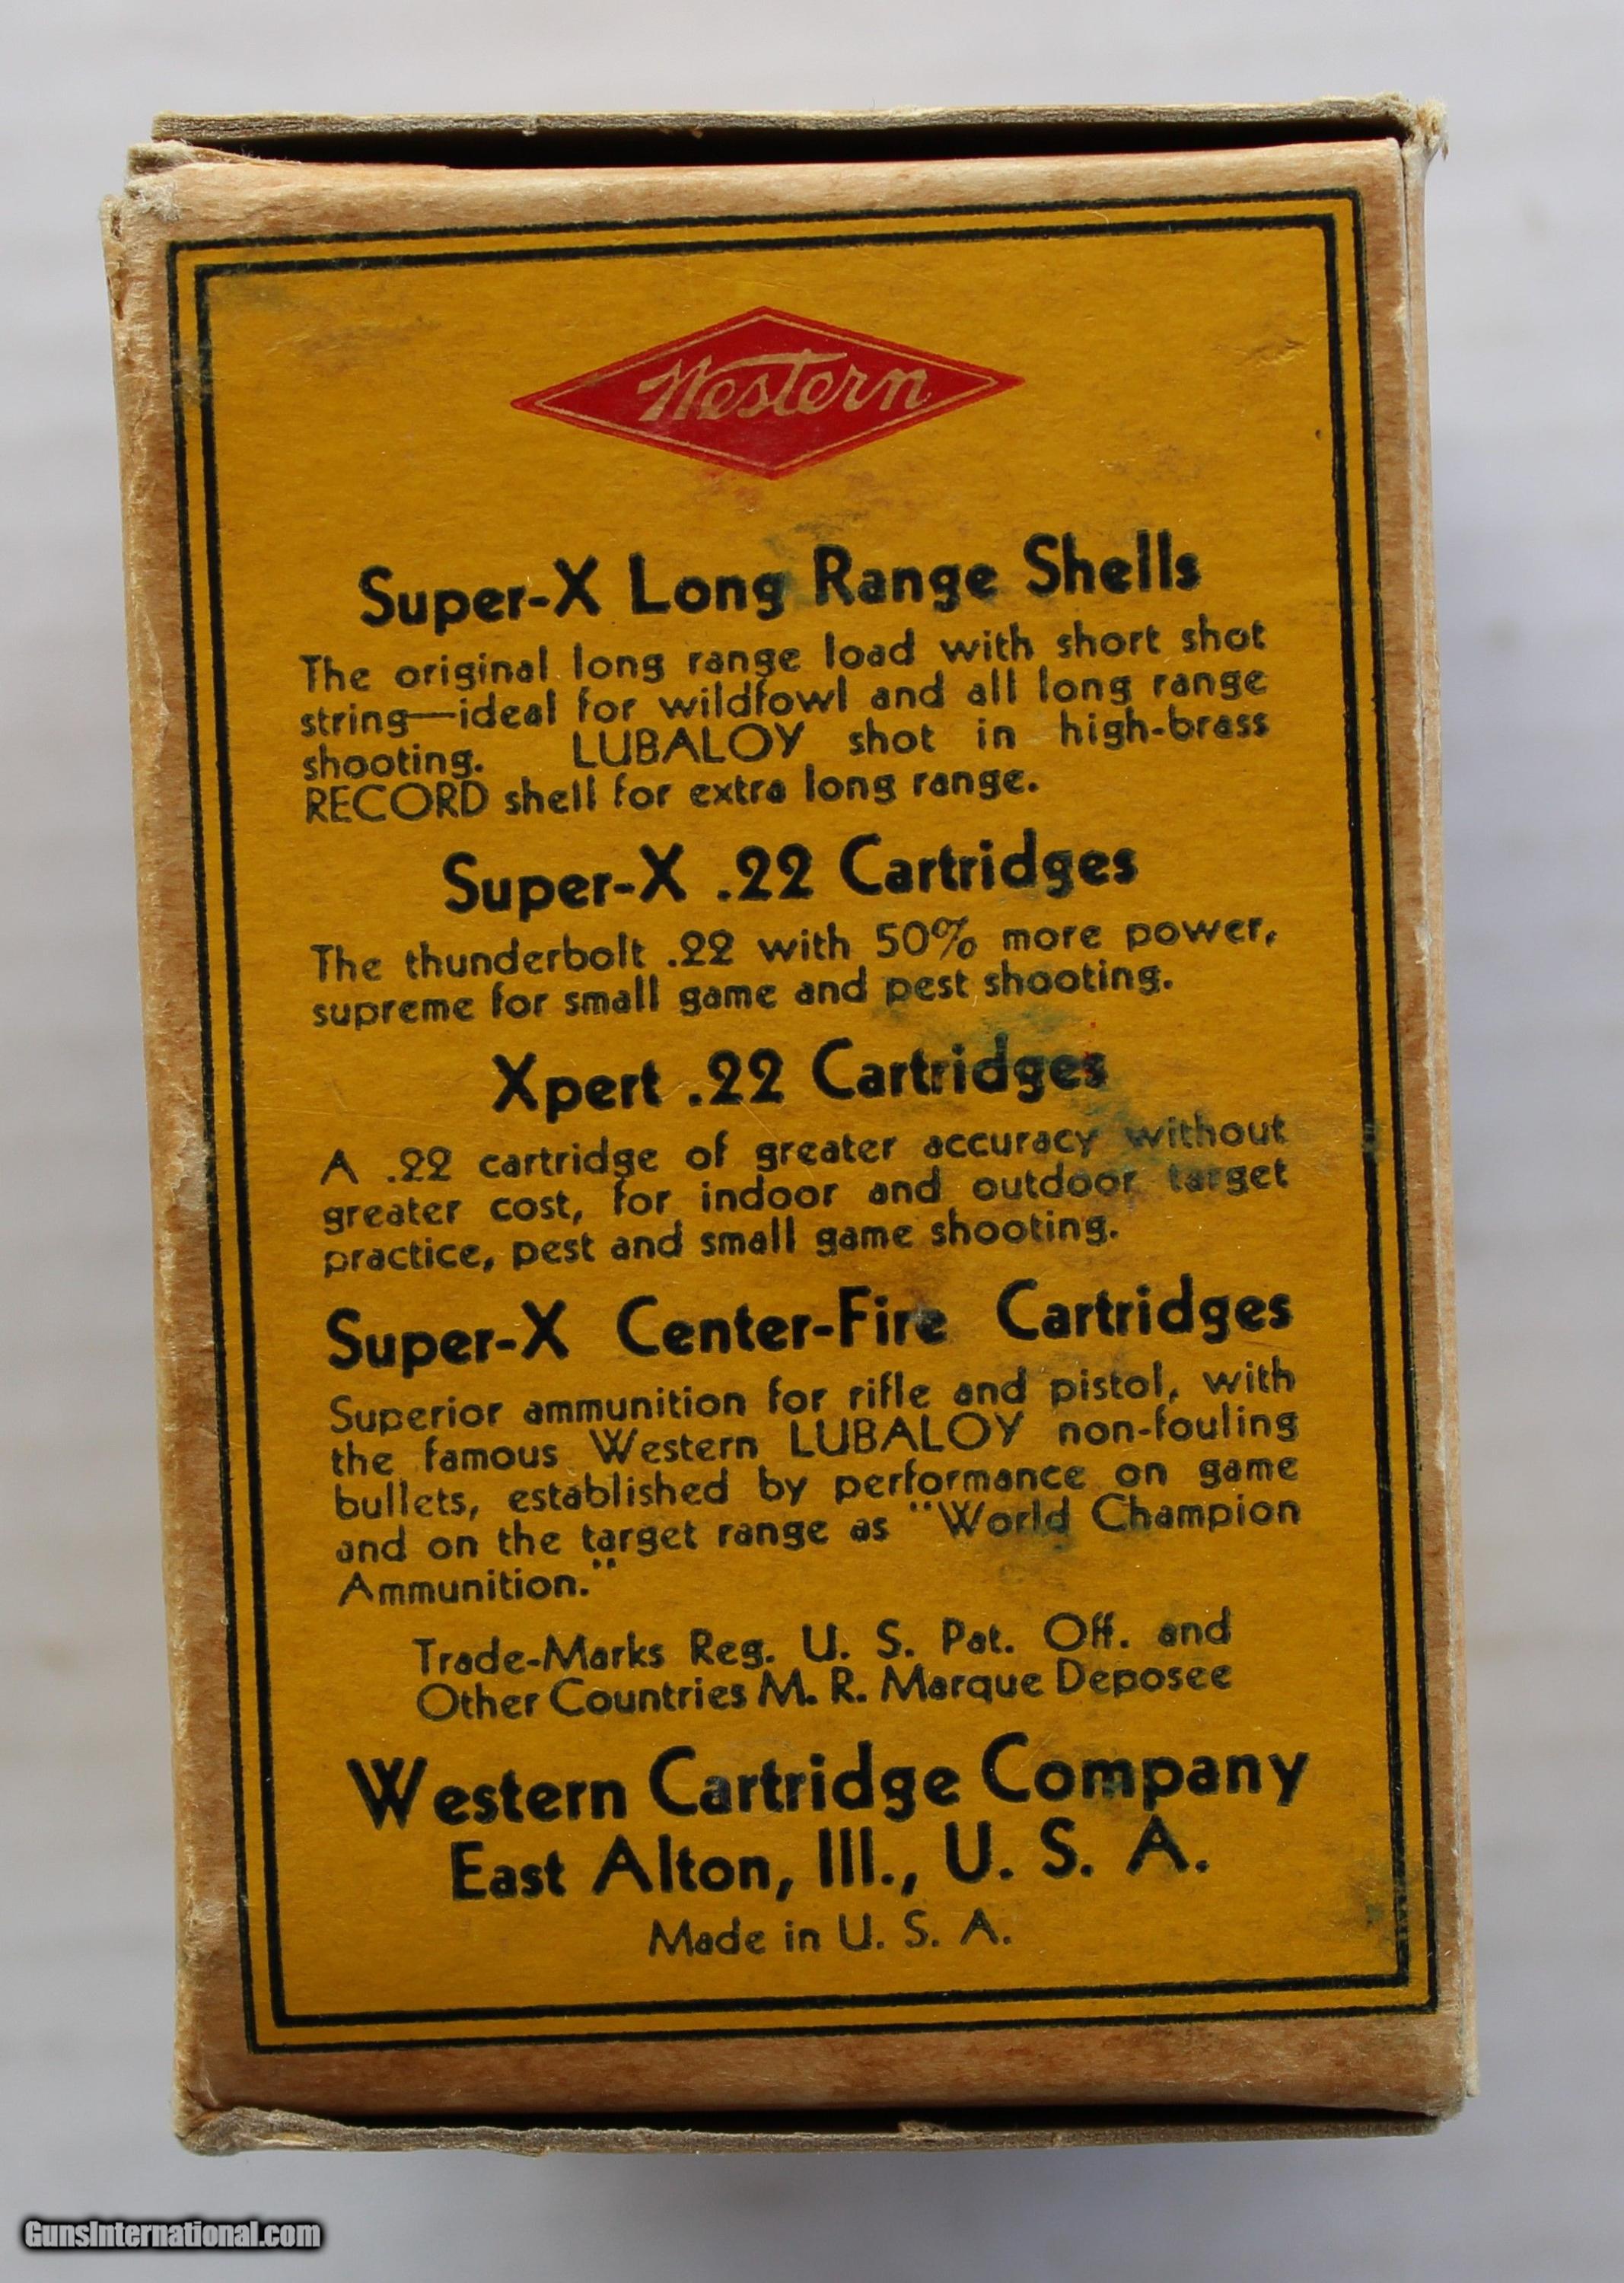 Western
Super-X Long Range Shells
The original long range load with short shot
string—ideal for wildfowl and all long range
shooting. LUBALOY shot in high-brass
RECORD shell for extra long range.
Super-X .22 Cartridges
The thunderbolt .22 with 50% more power,
supreme for small game and pest shooting.
Xpert .22 Cartridges
A .22 cartridge of greater accuracy without
greater cost, for indoor and outdoor target
practice, pest and small game shooting.
Super-X Center-Fire Cartridges
Superior ammunition for rifle and pistol, with
the famous Western LUBALOY non-fouling
bullets, established by performance on game
and on the target range as "World Champion
Ammunition."
Trade-Marks Reg. U. S. Pat. Off. and
Other Countries M. R. Marque Deposee
Western Cartridge Company
East Alton, Ill., U. S. A.
Made in U. S. A.
GunsInternational.com